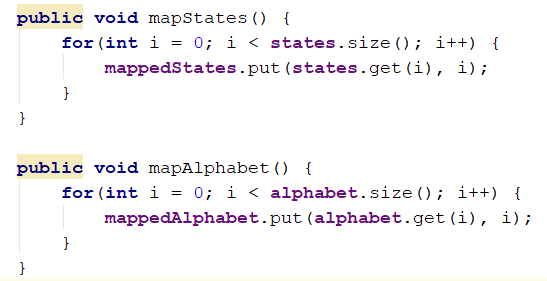 public void mapStates() {
    for(int i = 0; i < states.size(); i++) {
        mappedStates.put(states.get(i), i);
    }
}
public void mapAlphabet() {
    for(int i = 0; i < alphabet.size(); i++) {
        mappedAlphabet.put(alphabet.get(i), i);
    }
}